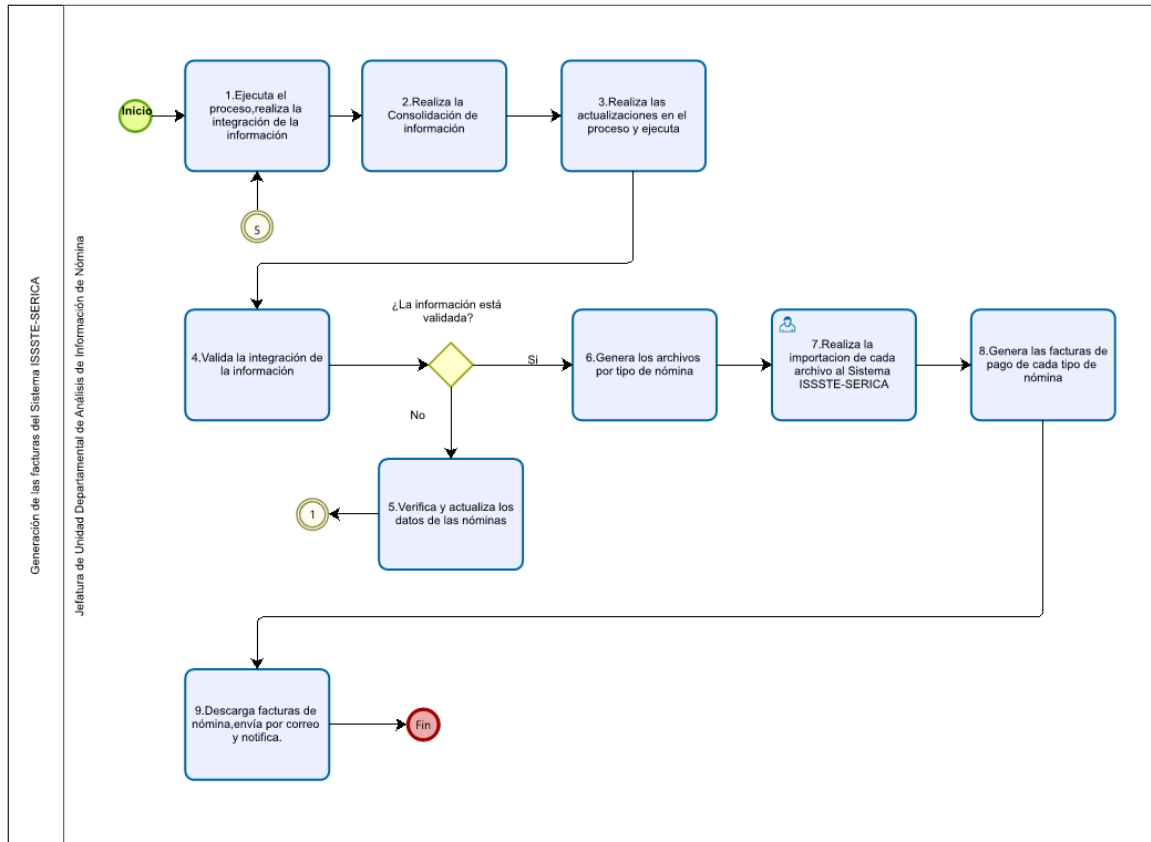 Generación de las facturas del Sistema ISSSTE-SERICA
Jefatura de Unidad Departamental de Análisis de Información de Nómina
Inicio
1.Ejecuta el
proceso,realiza la
integración de la
información
2.Realiza la
Consolidación de
información
3.Realiza las
actualizaciones en el
proceso y ejecuta
5
4.Valida la integración de
la información
¿La información está
validada?
Si
No
6.Genera los archivos
por tipo de nómina
7.Realiza la
importacion de cada
archivo al Sistema
ISSSTE-SERICA
8.Genera las facturas de
pago de cada tipo de
nómina
5.Verifica y actualiza los
datos de las nóminas
1
9.Descarga facturas de
nómina,envía por correo
y notifica.
Fin